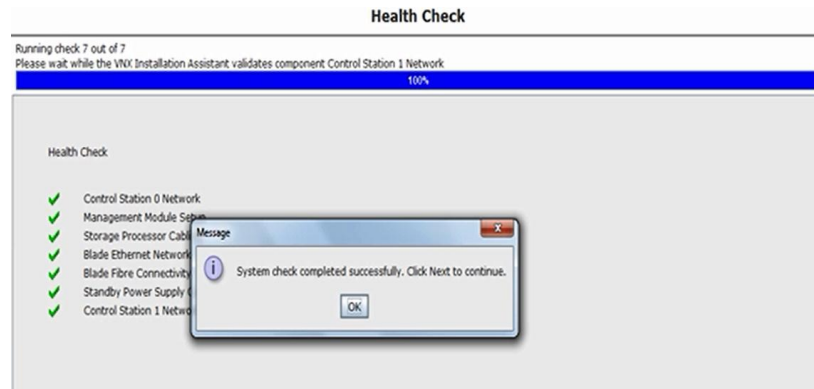 Health Check
Running check 7 out of 7
Please wait while the VNX Installation Assistant validates component Control Station 1 Network
100%
Health Check
Control Station 0 Network
Management Module Setup
Storage Processor Cabli
Message
X
Blade Ethernet Network
Blade Fibre Connectivity
i
System check completed successfully. Click Next to continue.
Standby Power Supply
Control Station 1 Netwo
OK